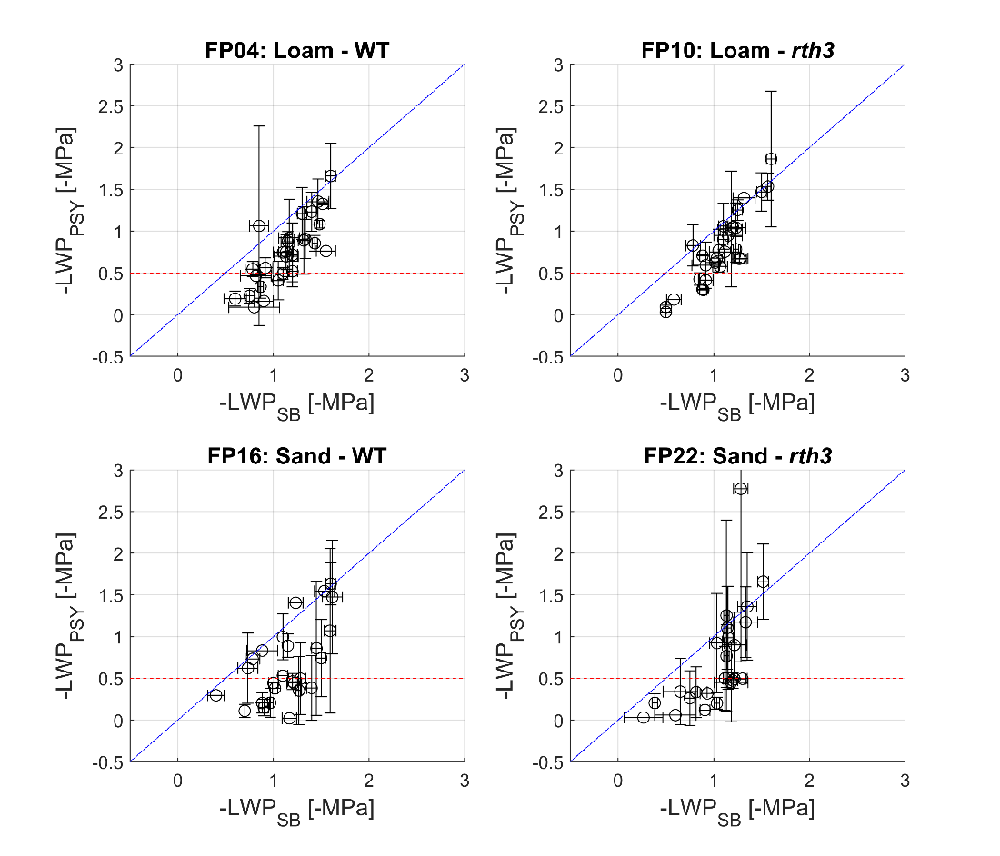 FP04: Loam - WT
3
2.5
2
1.5
1
0.5
0
-0.5
-LWP_PSY [-MPa]
0 1 2 3
-LWP_SB [-MPa]
FP10: Loam - rth3
3
2.5
2
1.5
1
0.5
0
-0.5
-LWP_PSY [-MPa]
0 1 2 3
-LWP_SB [-MPa]
FP16: Sand - WT
3
2.5
2
1.5
1
0.5
0
-0.5
-LWP_PSY [-MPa]
0 1 2 3
-LWP_SB [-MPa]
FP22: Sand - rth3
3
2.5
2
1.5
1
0.5
0
-0.5
-LWP_PSY [-MPa]
0 1 2 3
-LWP_SB [-MPa]